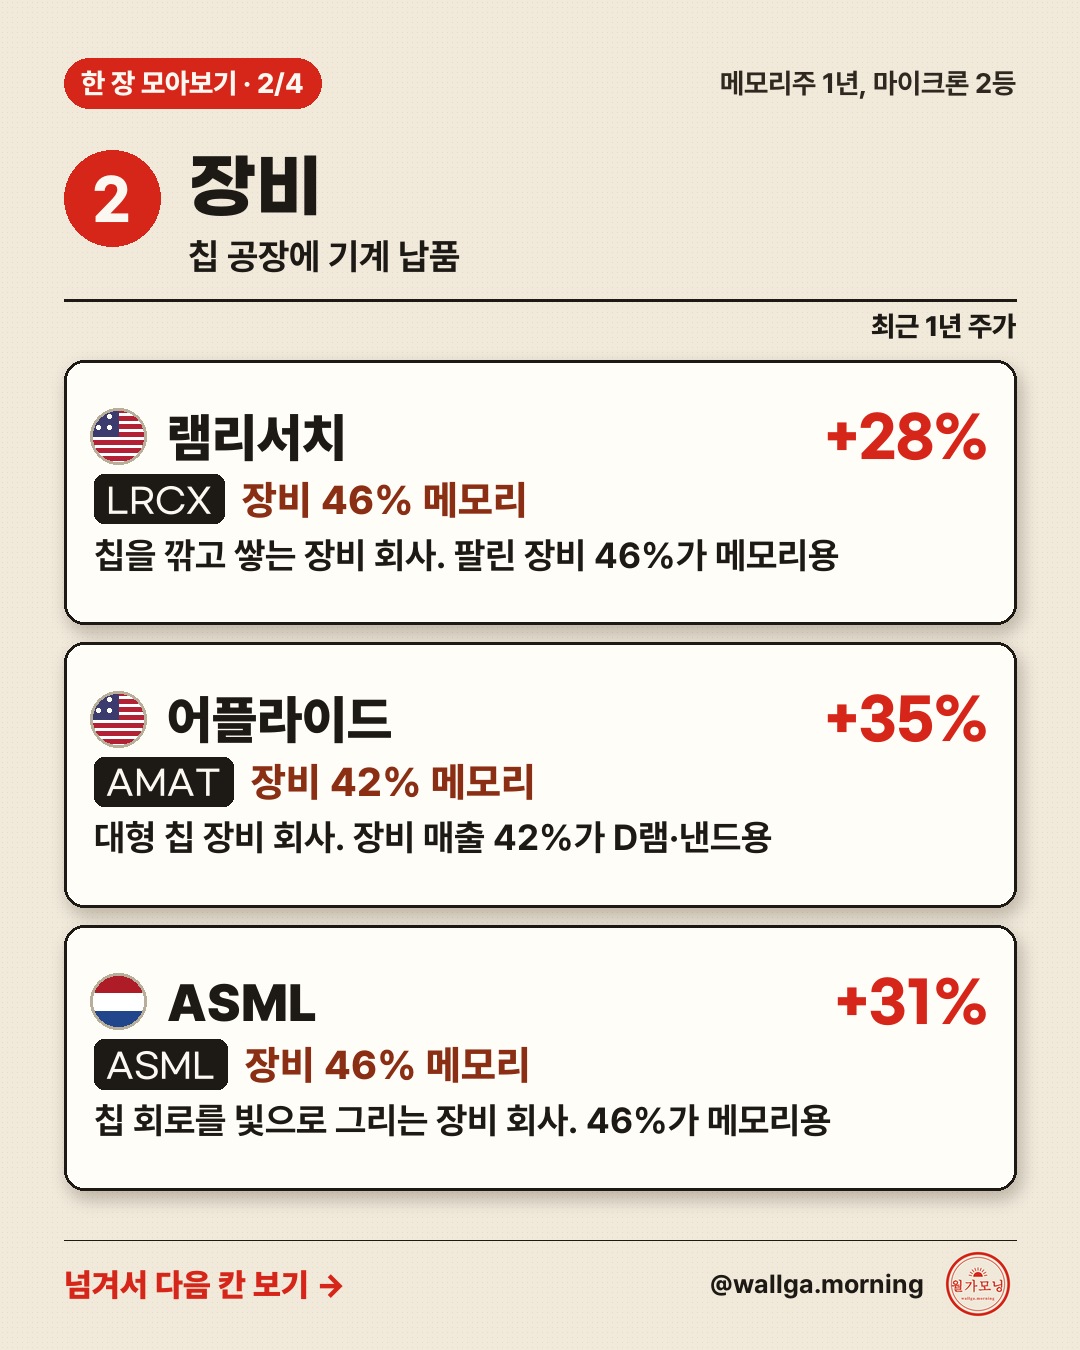 한 장 모아보기 · 2/4
메모리주 1년, 마이크론 2등
2
장비
칩 공장에 기계 납품
최근 1년 주가
램리서치
+28%
LRCX 장비 46% 메모리
칩을 깎고 쌓는 장비 회사. 팔린 장비 46%가 메모리용
어플라이드
+35%
AMAT 장비 42% 메모리
대형 칩 장비 회사. 장비 매출 42%가 D램·낸드용
ASML
+31%
ASML 장비 46% 메모리
칩 회로를 빛으로 그리는 장비 회사. 46%가 메모리용
넘겨서 다음 칸 보기 →
@wallga.morning
월가모닝
wallga.morning